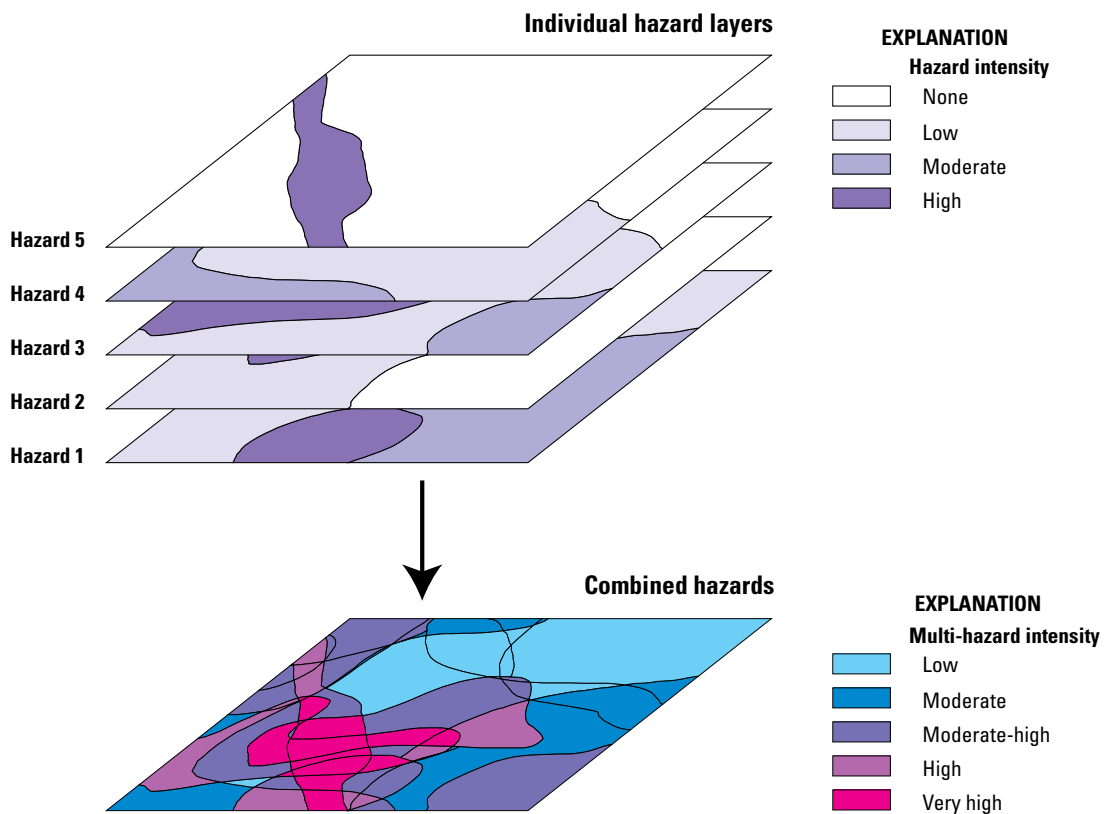 Individual hazard layers
EXPLANATION
Hazard intensity
None
Low
Moderate
High
Hazard 5
Hazard 4
Hazard 3
Hazard 2
Hazard 1
Combined hazards
EXPLANATION
Multi-hazard intensity
Low
Moderate
Moderate-high
High
Very high